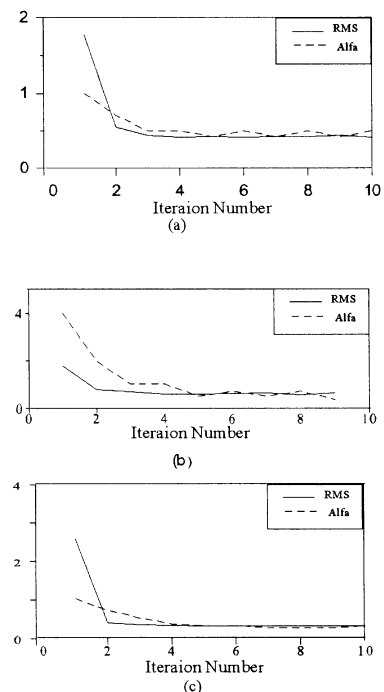 2
RMS
Alfa
1
0
0 2 4 6 8 10
Iteraion Number
(a)
RMS
4
Alfa
0
0 2 4 6 8 10
Iteraion Number
(b)
4
RMS
Alfa
2
0
0 2 4 6 8 10
Iteraion Number
(c)